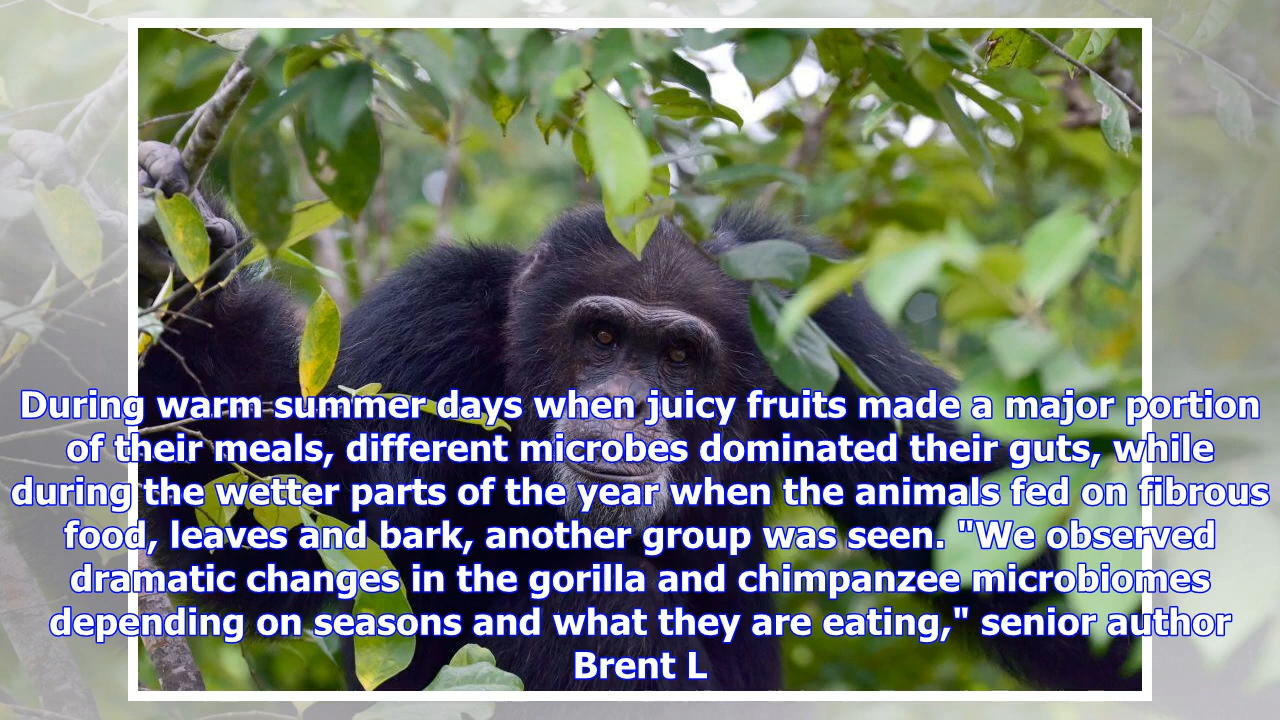 During warm summer days when juicy fruits made a major portion
of their meals, different microbes dominated their guts, while
during the wetter parts of the year when the animals fed on fibrous
food, leaves and bark, another group was seen. "We observed
dramatic changes in the gorilla and chimpanzee microbiomes
depending on seasons and what they are eating," senior author
Brent L